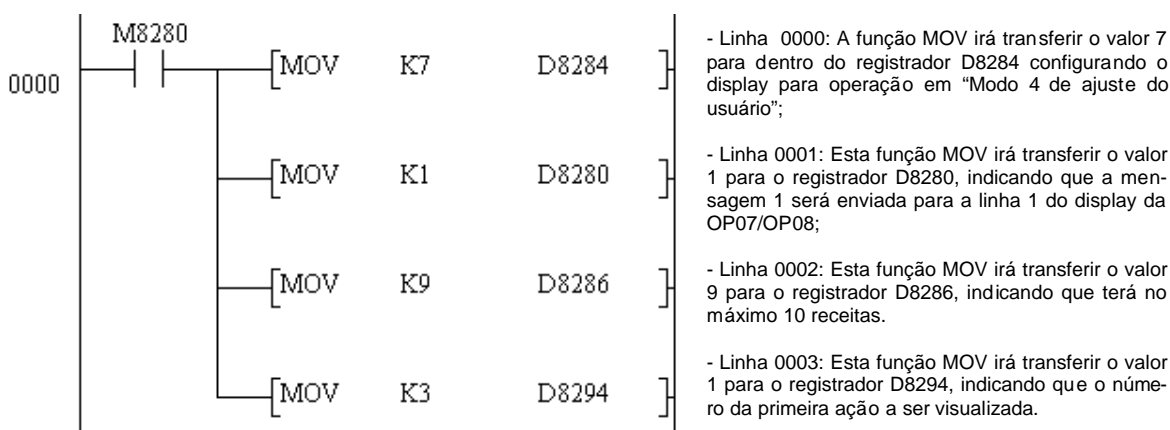 M8280
0000
[MOV K7 D8284 ]
[MOV K1 D8280 ]
[MOV K9 D8286 ]
[MOV K3 D8294 ]
- Linha 0000: A função MOV irá transferir o valor 7
para dentro do registrador D8284 configurando o
display para operação em “Modo 4 de ajuste do
usuário”;
- Linha 0001: Esta função MOV irá transferir o valor
1 para o registrador D8280, indicando que a men-
sagem 1 será enviada para a linha 1 do display da
OP07/OP08;
- Linha 0002: Esta função MOV irá transferir o valor
9 para o registrador D8286, indicando que terá no
máximo 10 receitas.
- Linha 0003: Esta função MOV irá transferir o valor
1 para o registrador D8294, indicando que o núme-
ro da primeira ação a ser visualizada.